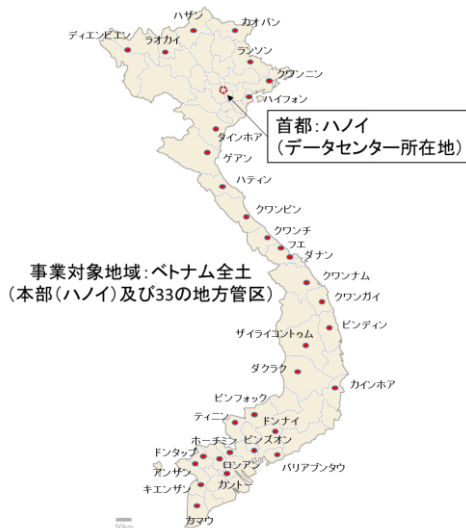 ハザン
カオバン
ディエンビエン
ラオカイ
ランソン
クワンニン
ハイフォン
首都:ハノイ
(データセンター所在地)
タインホア
ゲアン
ハティン
クワンビン
クワンチ
フエ
ダナン
事業対象地域:ベトナム全土
(本部(ハノイ)及び33の地方管区)
クワンナム
クワンガイ
ビンディン
ザイライコントゥム
ダクラク
カインホア
ビンフォック
ティニン
ドンナイ
ホーチミン
ビンズオン
ドンタップ
ロンアン
バリアブンタウ
アンザン
カント
キエンザン
カマウ
50km